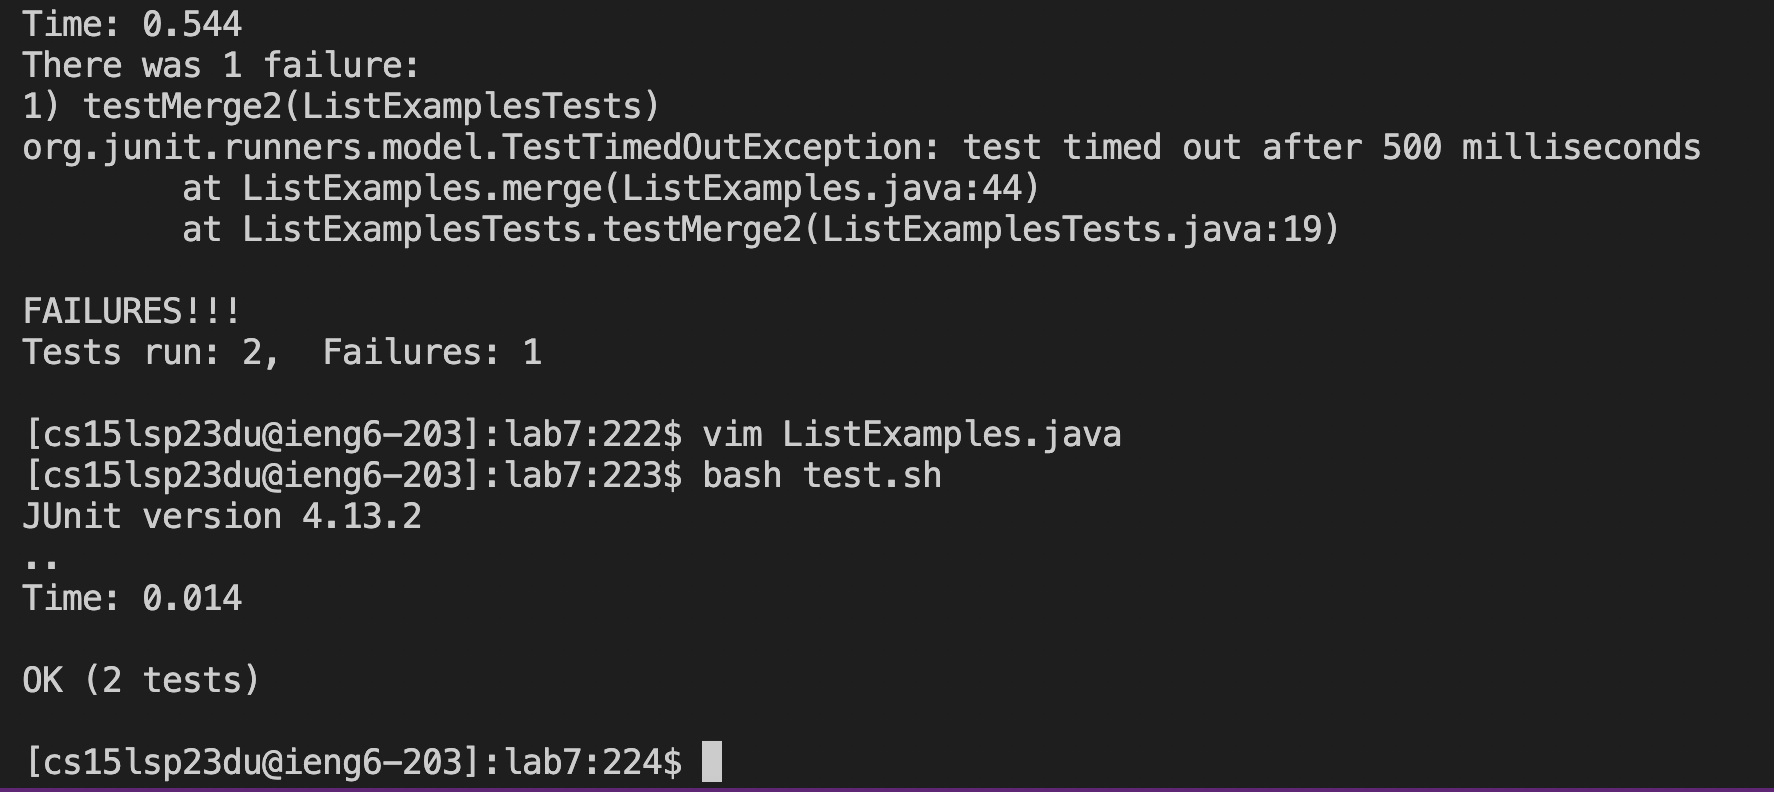 Time: 0.544
There was 1 failure:
1) testMerge2(ListExamplesTests)
org.junit.runners.model.TestTimedOutException: test timed out after 500 milliseconds
        at ListExamples.merge(ListExamples.java:44)
        at ListExamplesTests.testMerge2(ListExamplesTests.java:19)

FAILURES!!!
Tests run: 2,  Failures: 1

[cs15lsp23du@ieng6-203]:lab7:222$ vim ListExamples.java
[cs15lsp23du@ieng6-203]:lab7:223$ bash test.sh
JUnit version 4.13.2
..
Time: 0.014

OK (2 tests)

[cs15lsp23du@ieng6-203]:lab7:224$